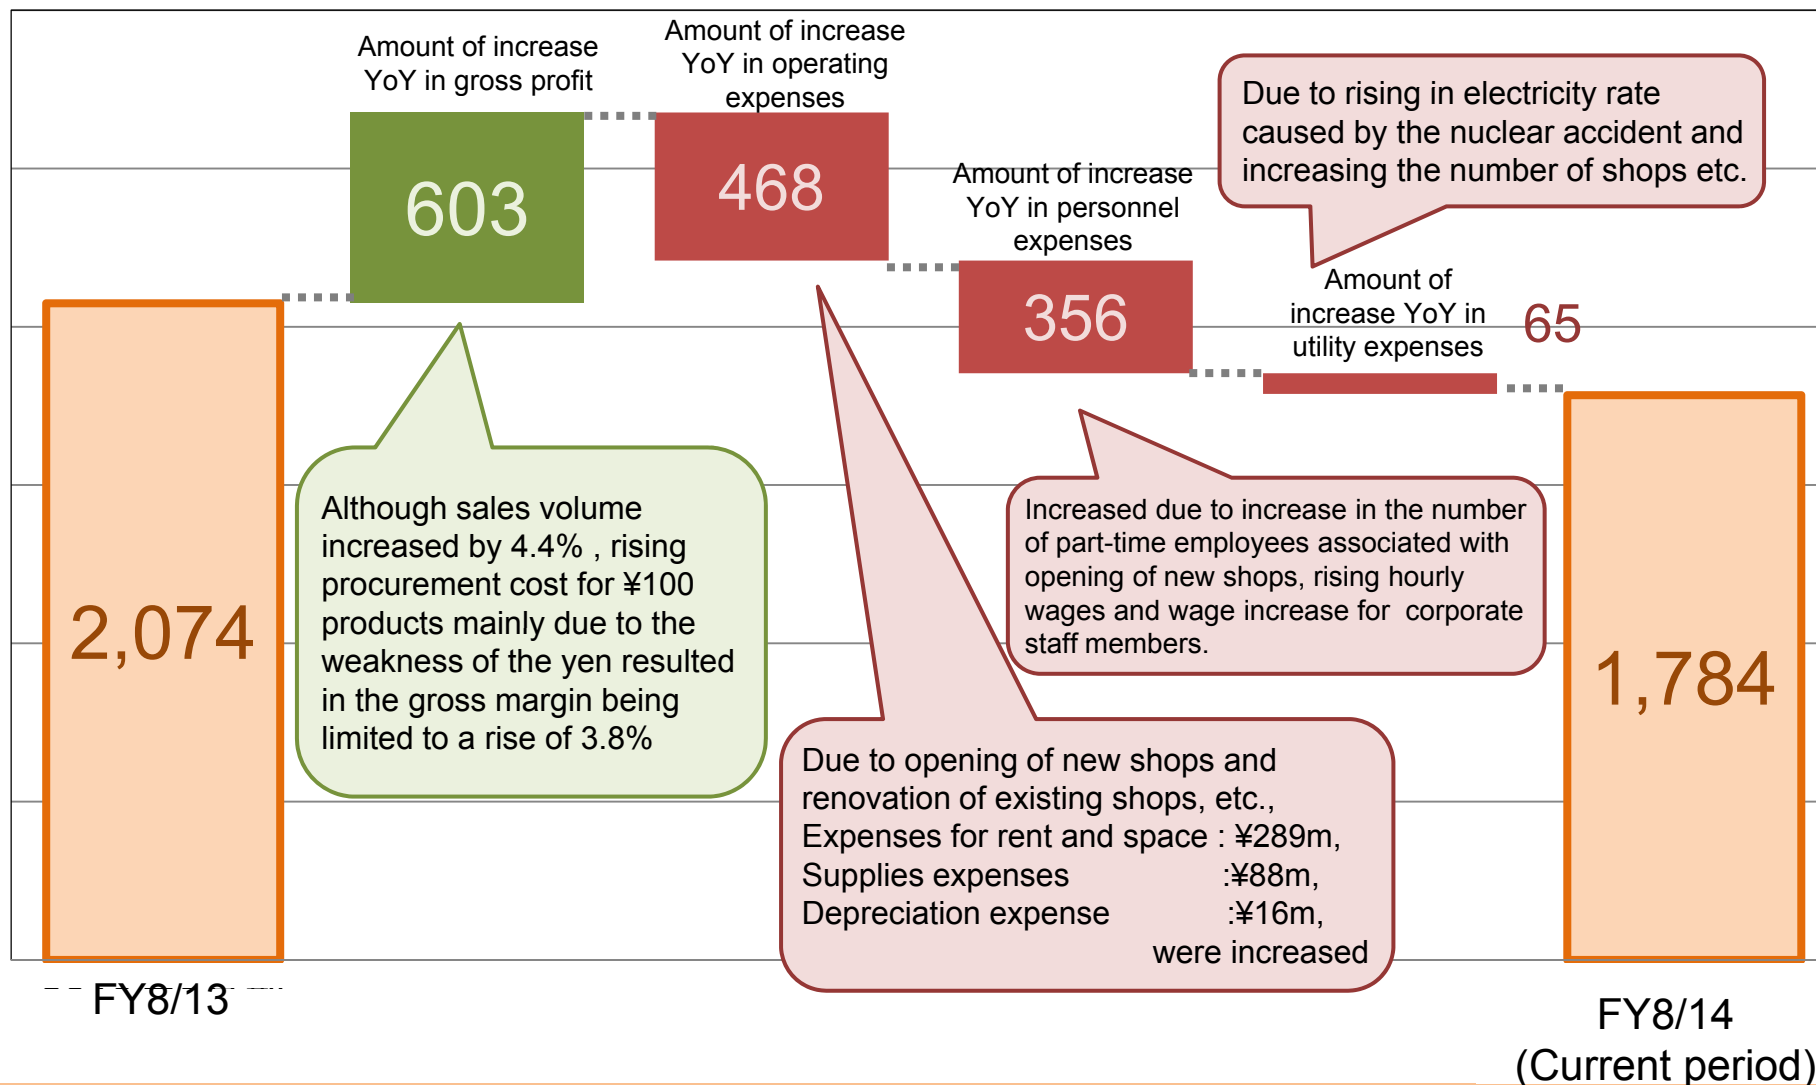 Amount of increase
YoY in gross profit
603
Amount of increase
YoY in operating
expenses
468
Amount of increase
YoY in personnel
expenses
356
Due to rising in electricity rate
caused by the nuclear accident and
increasing the number of shops etc.
Amount of
increase YoY in
utility expenses
65
2,074
Although sales volume
increased by 4.4% , rising
procurement cost for ¥100
products mainly due to the
weakness of the yen resulted
in the gross margin being
limited to a rise of 3.8%
Increased due to increase in the number
of part-time employees associated with
opening of new shops, rising hourly
wages and wage increase for corporate
staff members.
Due to opening of new shops and
renovation of existing shops, etc.,
Expenses for rent and space : ¥289m,
Supplies expenses :¥88m,
Depreciation expense :¥16m,
were increased
1,784
FY8/13
FY8/14
(Current period)